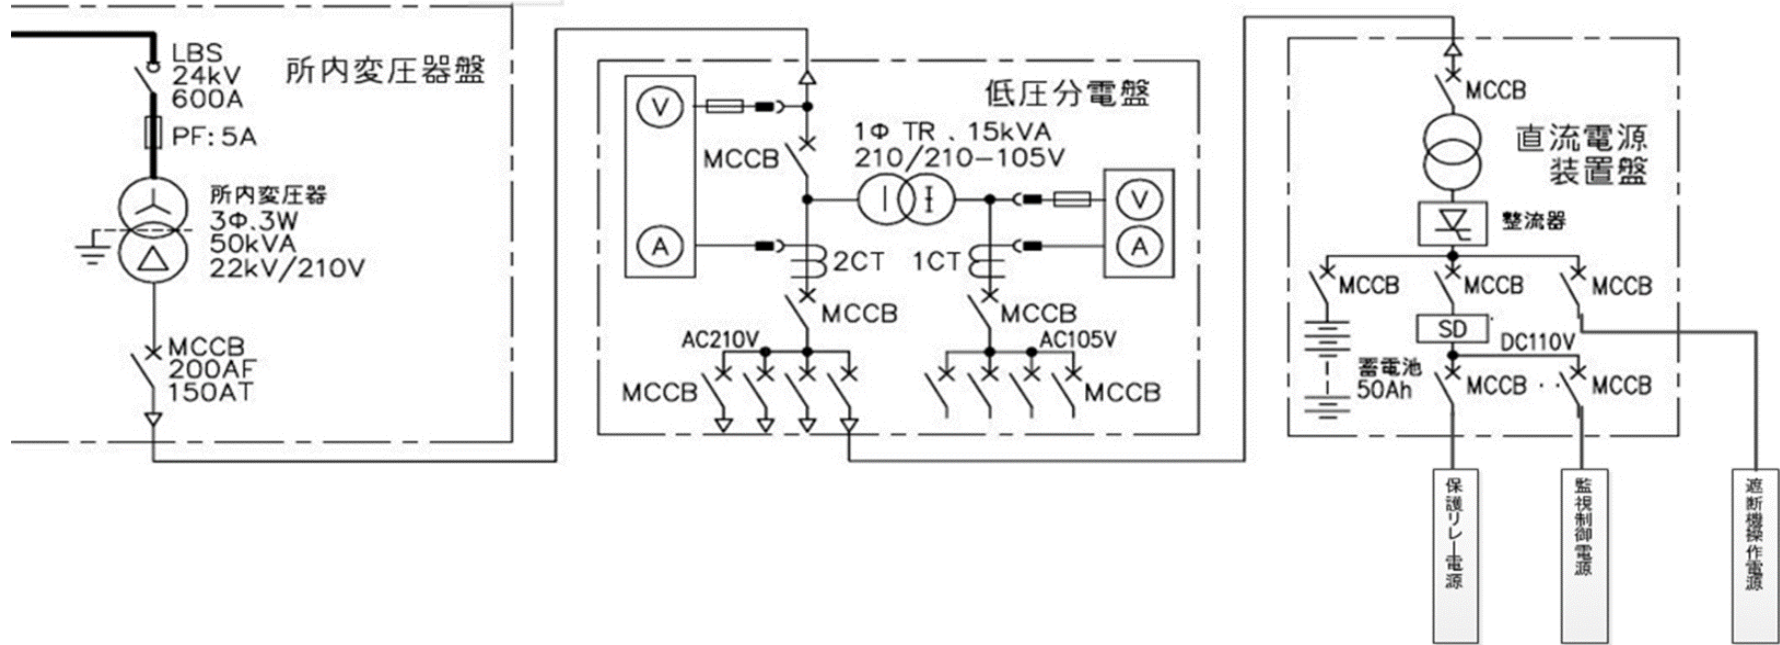 所内変圧器盤
LBS
24kV
600A
PF:5A
所内変圧器
3Φ.3W
50kVA
22kV/210V
MCCB
200AF
150AT
低圧分電盤
V
A
MCCB
1Φ TR . 15kVA
210/210-105V
2CT
1CT
V
A
MCCB
MCCB
AC210V
AC105V
MCCB
MCCB
MCCB
直流電源
装置盤
整流器
MCCB
MCCB
MCCB
SD
DC110V
蓄電池
50Ah
MCCB
MCCB
保護リレー電源
監視制御電源
遮断機操作電源